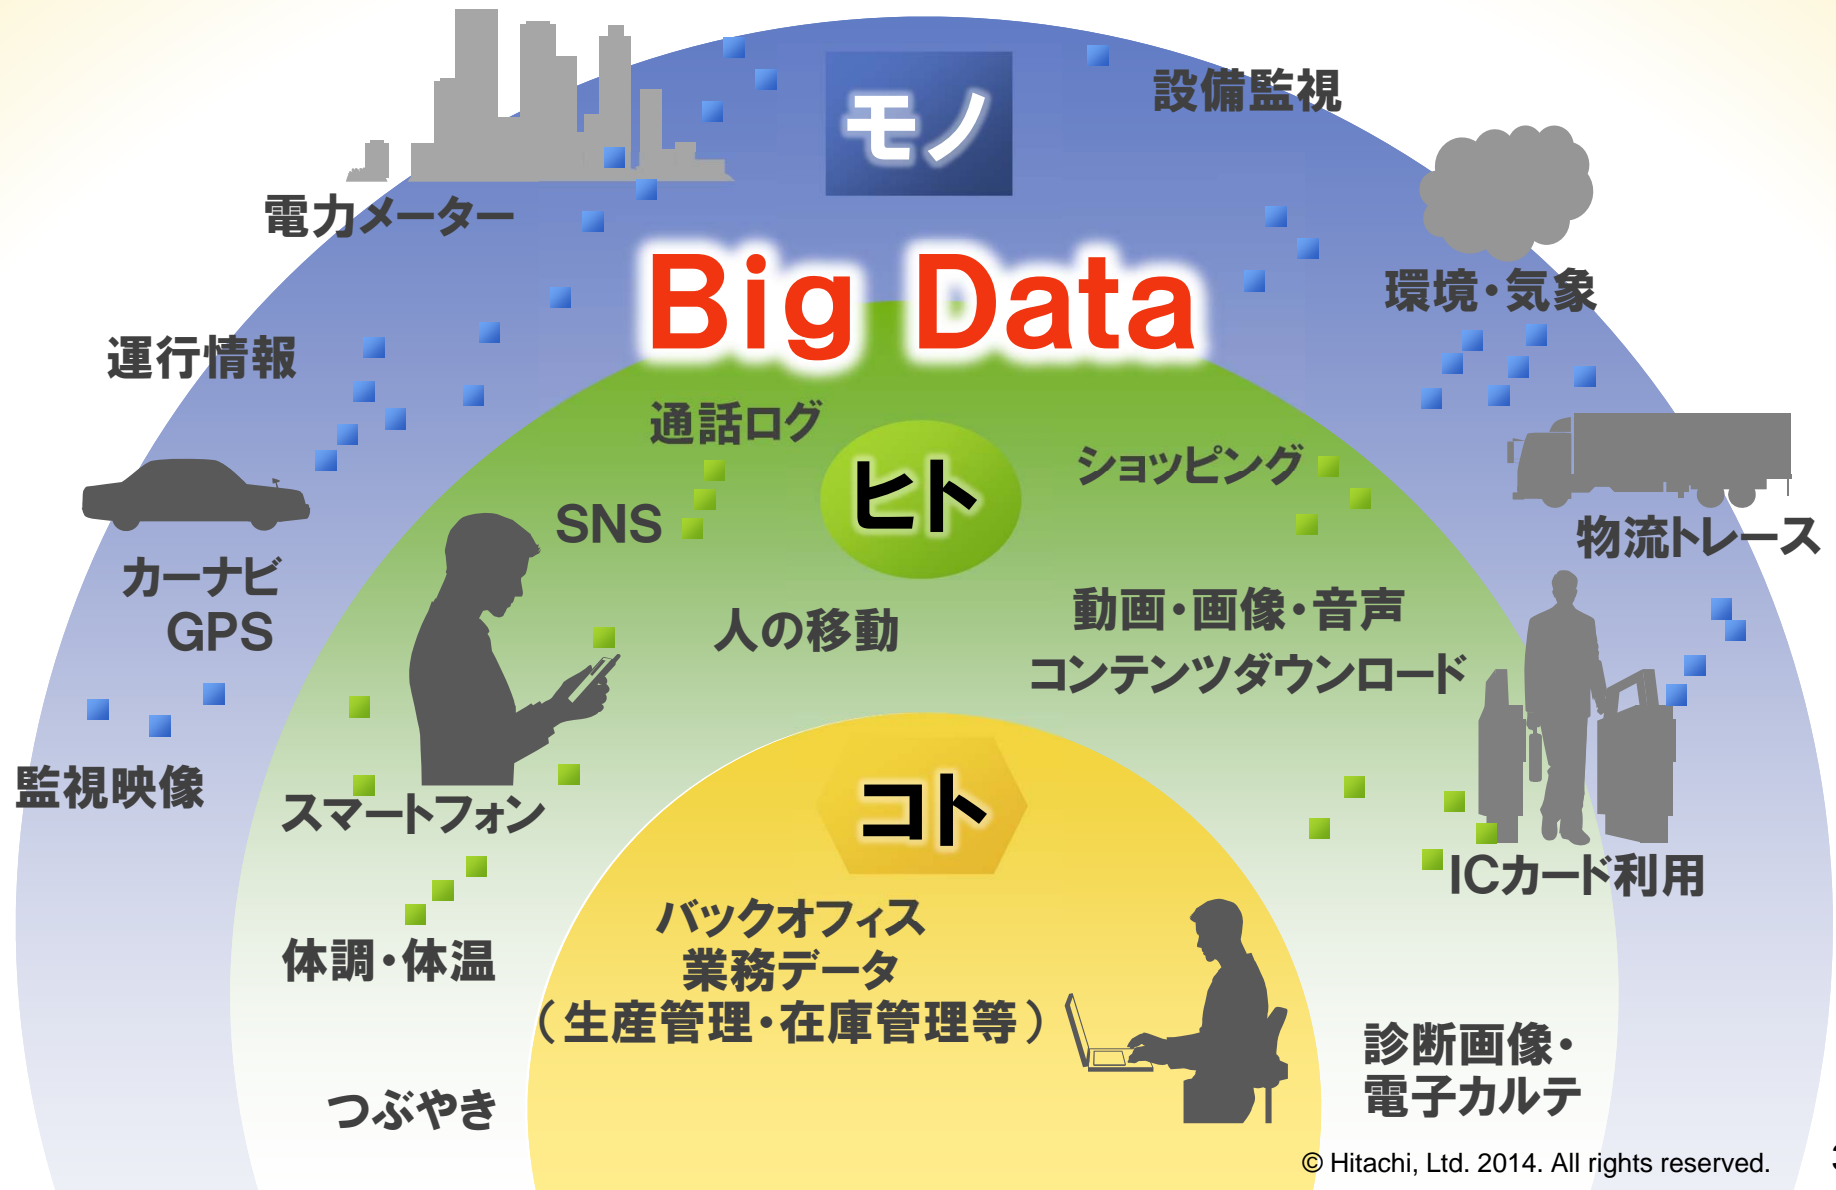 モノ
設備監視
電力メーター
Big Data
環境・気象
運行情報
通話ログ
ヒト
ショッピング
SNS
物流トレース
カーナビ
GPS
人の移動
動画・画像・音声
コンテンツダウンロード
監視映像
スマートフォン
コト
ICカード利用
バックオフィス
業務データ
（生産管理・在庫管理等）
体調・体温
診断画像・
電子カルテ
つぶやき
© Hitachi, Ltd. 2014. All rights reserved.